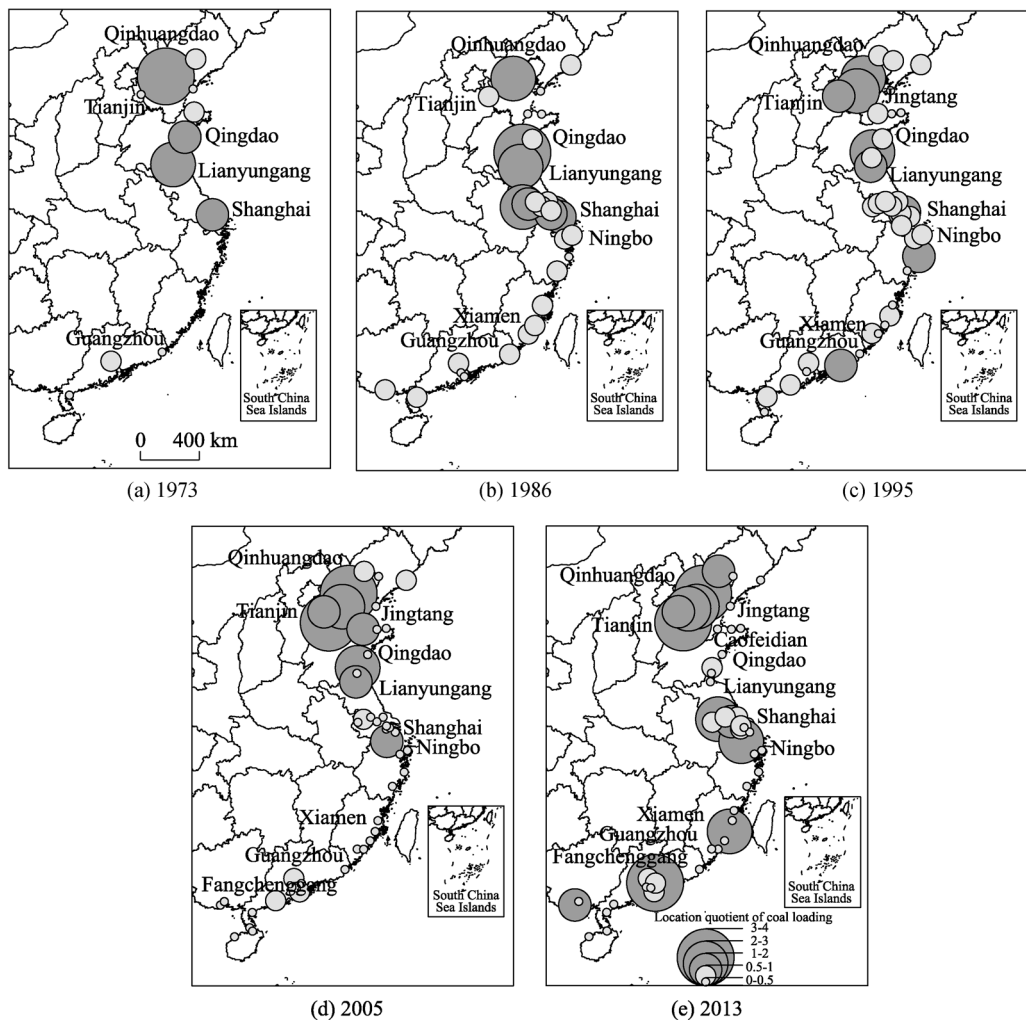 Qinhuangdao
Tianjin
Qingdao
Lianyungang
Shanghai
Guangzhou
South China
Sea Islands
0 400 km
(a) 1973
Qinhuangdao
Tianjin
Qingdao
Lianyungang
Shanghai
Ningbo
Xiamen
Guangzhou
South China
Sea Islands
(b) 1986
Qinhuangdao
Tianjin
Jingtang
Qingdao
Lianyungang
Shanghai
Ningbo
Xiamen
Guangzhou
South China
Sea Islands
(c) 1995
Qinhuangdao
Tianjin
Jingtang
Qingdao
Lianyungang
Shanghai
Ningbo
Xiamen
Guangzhou
Fangchenggang
South China
Sea Islands
(d) 2005
Qinhuangdao
Jingtang
Tianjin
Caofeidian
Qingdao
Lianyungang
Shanghai
Ningbo
Xiamen
Guangzhou
Fangchenggang
South China
Sea Islands
Location quotient of coal loading
3-4
2-3
1-2
0.5-1
0-0.5
(e) 2013